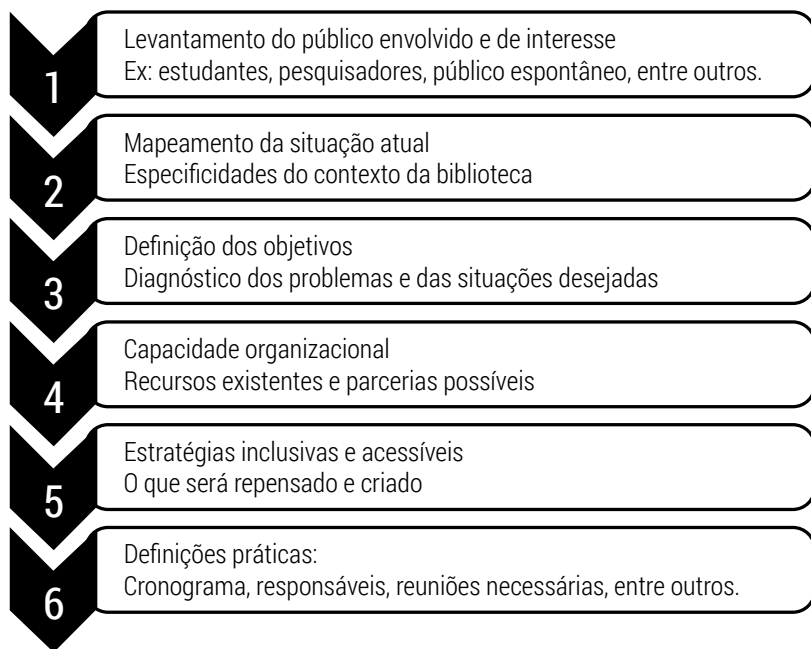 1
Levantamento do público envolvido e de interesse
Ex: estudantes, pesquisadores, público espontâneo, entre outros.
2
Mapeamento da situação atual
Especificidades do contexto da biblioteca
3
Definição dos objetivos
Diagnóstico dos problemas e das situações desejadas
4
Capacidade organizacional
Recursos existentes e parcerias possíveis
5
Estratégias inclusivas e acessíveis
O que será repensado e criado
6
Definições práticas:
Cronograma, responsáveis, reuniões necessárias, entre outros.